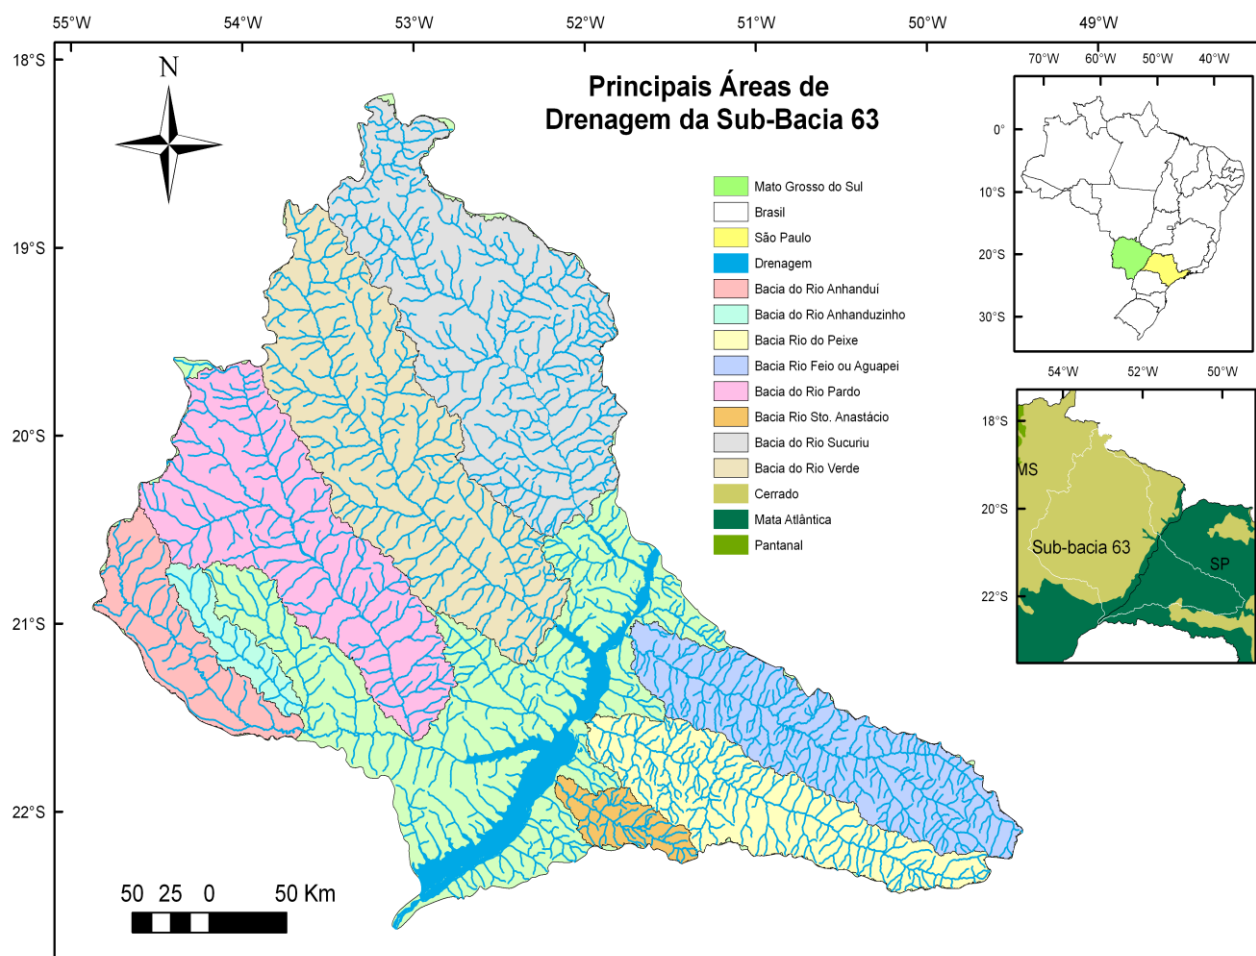 55°W 54°W 53°W 52°W 51°W 50°W 49°W
18°S
19°S
20°S
21°S
22°S
N
Principais Áreas de
Drenagem da Sub-Bacia 63
Mato Grosso do Sul
Brasil
São Paulo
Drenagem
Bacia do Rio Anhanduí
Bacia do Rio Anhanduzinho
Bacia Rio do Peixe
Bacia Rio Feio ou Aguapei
Bacia do Rio Pardo
Bacia Rio Sto. Anastácio
Bacia do Rio Sucuriu
Bacia do Rio Verde
Cerrado
Mata Atlântica
Pantanal
50 25 0 50 Km
70°W 60°W 50°W 40°W
0°
10°S
20°S
30°S
54°W 52°W 50°W
18°S
20°S
22°S
MS
Sub-bacia 63
SP